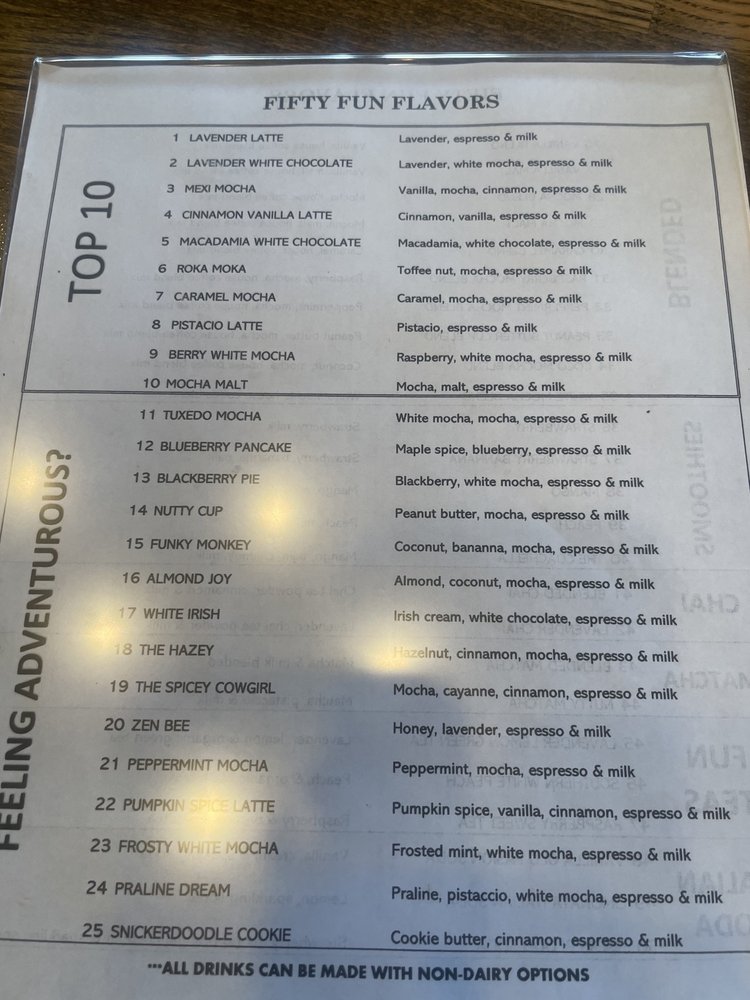 FIFTY FUN FLAVORS
TOP 10
1 LAVENDER LATTE Lavender, espresso & milk
2 LAVENDER WHITE CHOCOLATE Lavender, white mocha, espresso & milk
3 MEXI MOCHA Vanilla, mocha, cinnamon, espresso & milk
4 CINNAMON VANILLA LATTE Cinnamon, vanilla, espresso & milk
5 MACADAMIA WHITE CHOCOLATE Macadamia, white chocolate, espresso & milk
6 ROKA MOKA Toffee nut, mocha, espresso & milk
7 CARAMEL MOCHA Caramel, mocha, espresso & milk
8 PISTACIO LATTE Pistacio, espresso & milk
9 BERRY WHITE MOCHA Raspberry, white mocha, espresso & milk
10 MOCHA MALT Mocha, malt, espresso & milk
FEELING ADVENTUROUS?
11 TUXEDO MOCHA White mocha, mocha, espresso & milk
12 BLUEBERRY PANCAKE Maple spice, blueberry, espresso & milk
13 BLACKBERRY PIE Blackberry, white mocha, espresso & milk
14 NUTTY CUP Peanut butter, mocha, espresso & milk
15 FUNKY MONKEY Coconut, bananna, mocha, espresso & milk
16 ALMOND JOY Almond, coconut, mocha, espresso & milk
17 WHITE IRISH Irish cream, white chocolate, espresso & milk
18 THE HAZEY Hazelnut, cinnamon, mocha, espresso & milk
19 THE SPICEY COWGIRL Mocha, cayanne, cinnamon, espresso & milk
20 ZEN BEE Honey, lavender, espresso & milk
21 PEPPERMINT MOCHA Peppermint, mocha, espresso & milk
22 PUMPKIN SPICE LATTE Pumpkin spice, vanilla, cinnamon, espresso & milk
23 FROSTY WHITE MOCHA Frosted mint, white mocha, espresso & milk
24 PRALINE DREAM Praline, pistaccio, white mocha, espresso & milk
25 SNICKERDOODLE COOKIE Cookie butter, cinnamon, espresso & milk
***ALL DRINKS CAN BE MADE WITH NON-DAIRY OPTIONS